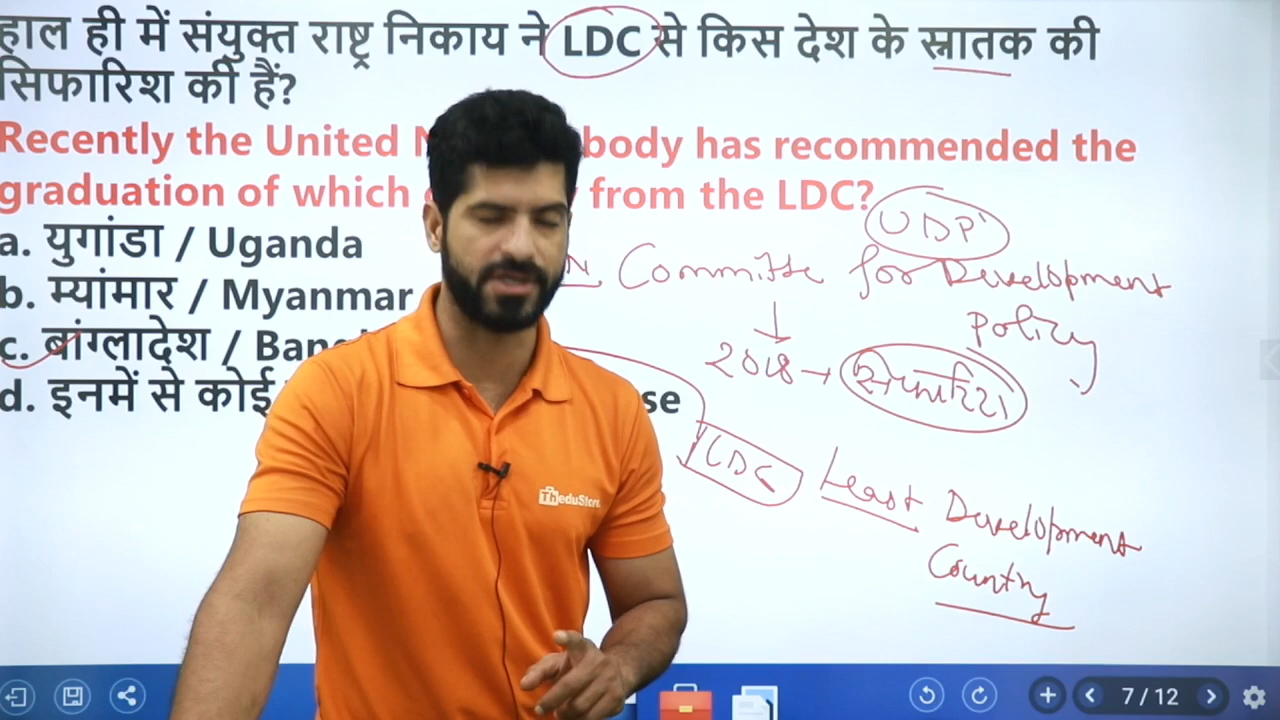 हाल ही में संयुक्त राष्ट्र निकाय ने LDC से किस देश के स्नातक की
सिफारिश की हैं?
Recently the United N body has recommended the
graduation of which from the LDC?
a. युगांडा / Uganda
b. म्यांमार / Myanmar
c. बांग्लादेश / Ban
d. इनमें से कोई se
UDP
N Committe for Development
Policy
2018 →
LDC Least Development
Country
TheduStore
7 / 12